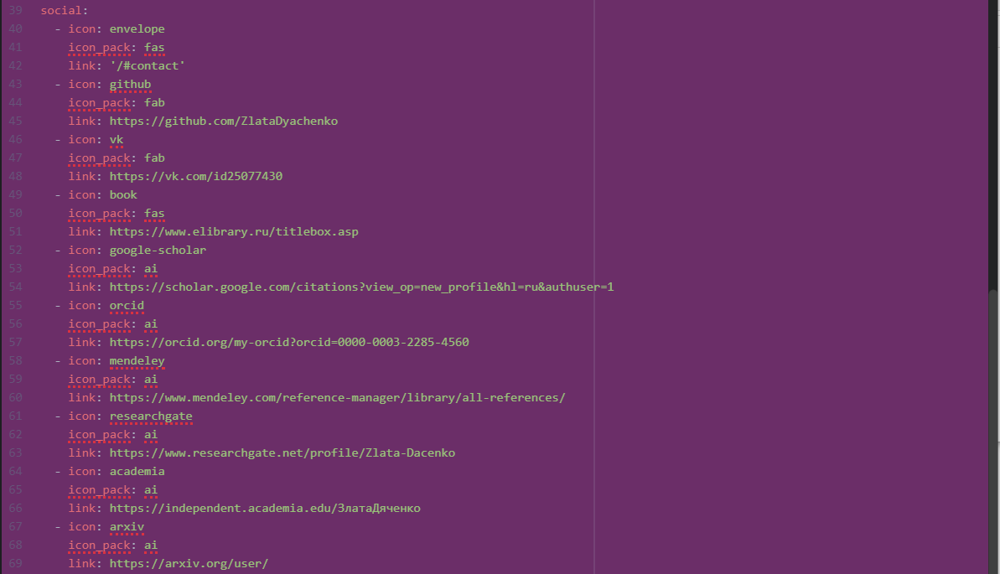 39 social:
40 - icon: envelope
41 icon_pack: fas
42 link: '/#contact'
43 - icon: github
44 icon_pack: fab
45 link: https://github.com/ZlataDyachenko
46 - icon: vk
47 icon_pack: fab
48 link: https://vk.com/id25077430
49 - icon: book
50 icon_pack: fas
51 link: https://www.elibrary.ru/titlebox.asp
52 - icon: google-scholar
53 icon_pack: ai
54 link: https://scholar.google.com/citations?view_op=new_profile&hl=ru&authuser=1
55 - icon: orcid
56 icon_pack: ai
57 link: https://orcid.org/my-orcid?orcid=0000-0003-2285-4560
58 - icon: mendeley
59 icon_pack: ai
60 link: https://www.mendeley.com/reference-manager/library/all-references/
61 - icon: researchgate
62 icon_pack: ai
63 link: https://www.researchgate.net/profile/Zlata-Dacenko
64 - icon: academia
65 icon_pack: ai
66 link: https://independent.academia.edu/ЗлатаДяченко
67 - icon: arxiv
68 icon_pack: ai
69 link: https://arxiv.org/user/